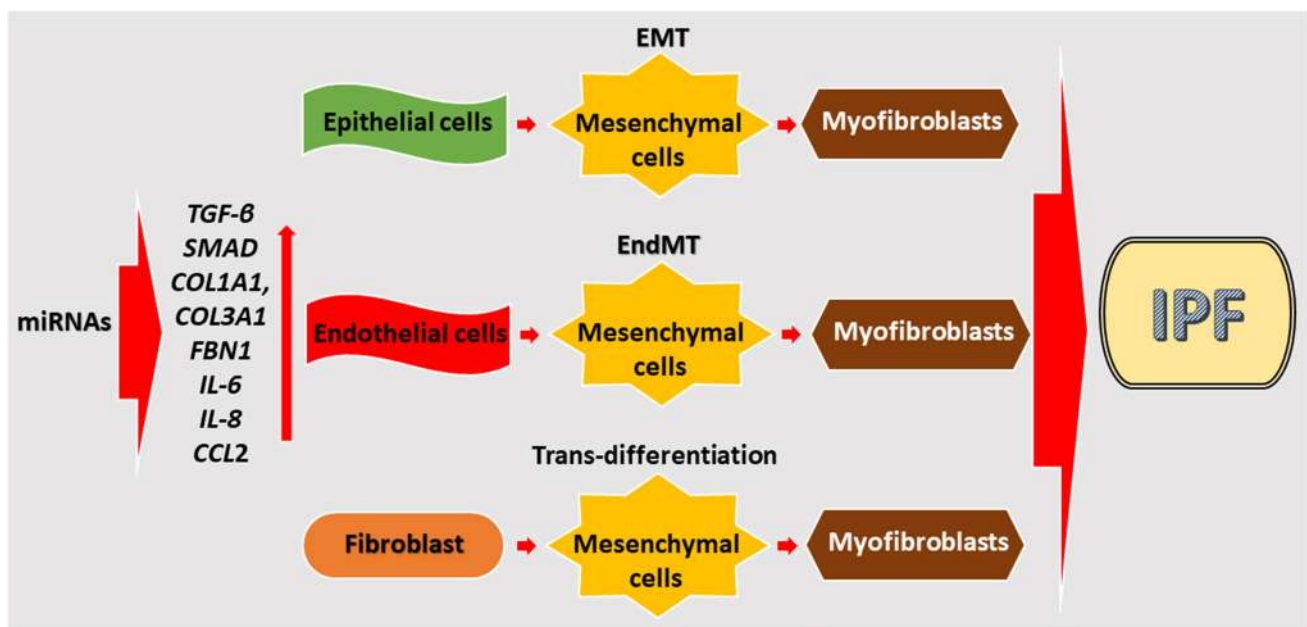 miRNAs
TGF-β
SMAD
COL1A1,
COL3A1
FBN1
IL-6
IL-8
CCL2
EMT
Epithelial cells
Mesenchymal
cells
Myofibroblasts
EndMT
Endothelial cells
Mesenchymal
cells
Myofibroblasts
Trans-differentiation
Fibroblast
Mesenchymal
cells
Myofibroblasts
IPF